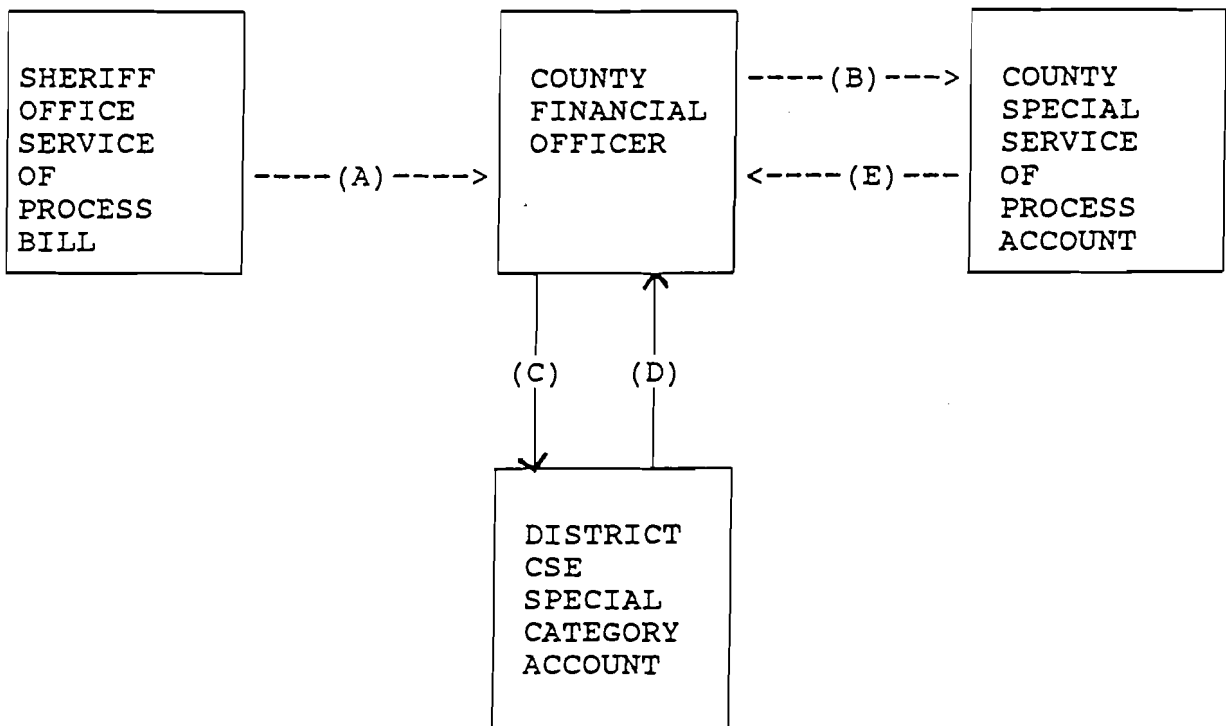 SHERIFF
OFFICE
SERVICE
OF
PROCESS
BILL
----(A)---->
COUNTY
FINANCIAL
OFFICER
----(B)--->
<----(E)---
COUNTY
SPECIAL
SERVICE
OF
PROCESS
ACCOUNT
(C)
(D)
DISTRICT
CSE
SPECIAL
CATEGORY
ACCOUNT